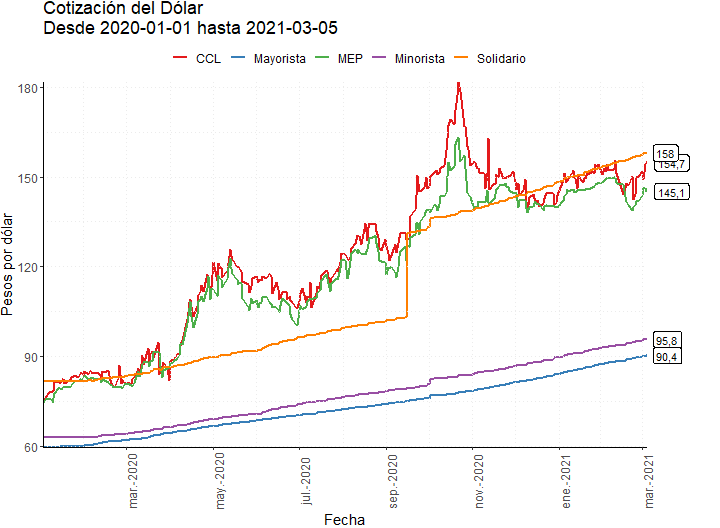 Cotización del Dólar
Desde 2020-01-01 hasta 2021-03-05
CCL Mayorista MEP Minorista Solidario
180
150
120
90
60
Pesos por dólar
158
154,7
145,1
95,8
90,4
mar.-2020
may.-2020
jul.-2020
sep.-2020
nov.-2020
ene.-2021
mar.-2021
Fecha